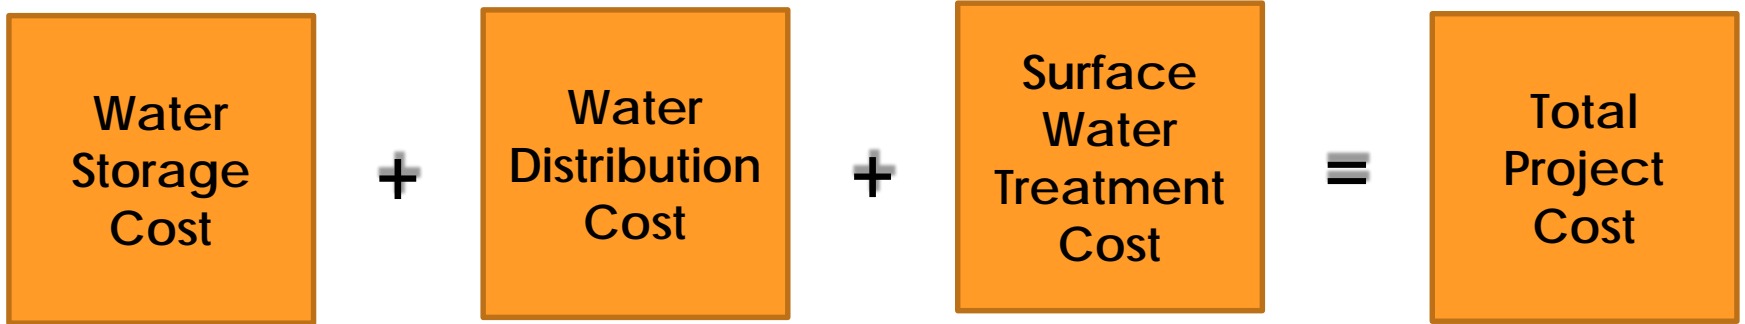 Water
Storage
Cost
+
Water
Distribution
Cost
+
Surface
Water
Treatment
Cost
=
Total
Project
Cost